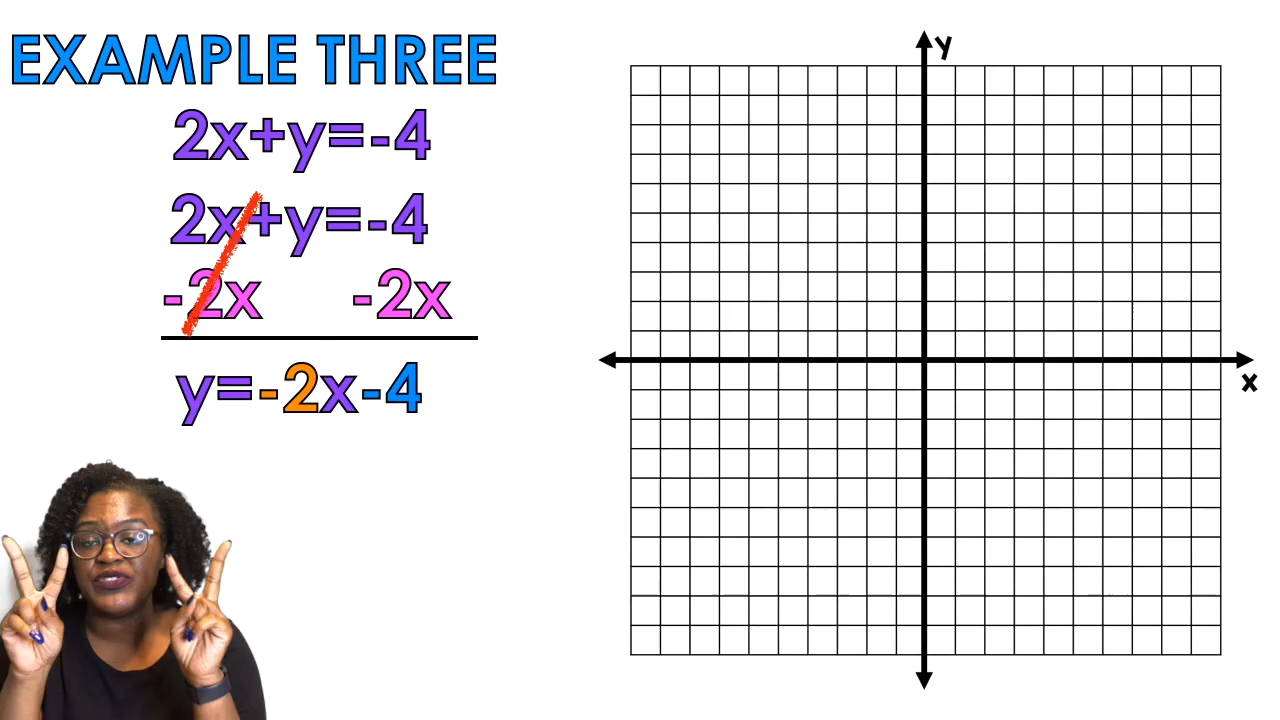 EXAMPLE THREE
2x+y=-4
2x+y=-4
-2x -2x
y=-2x-4
y
x